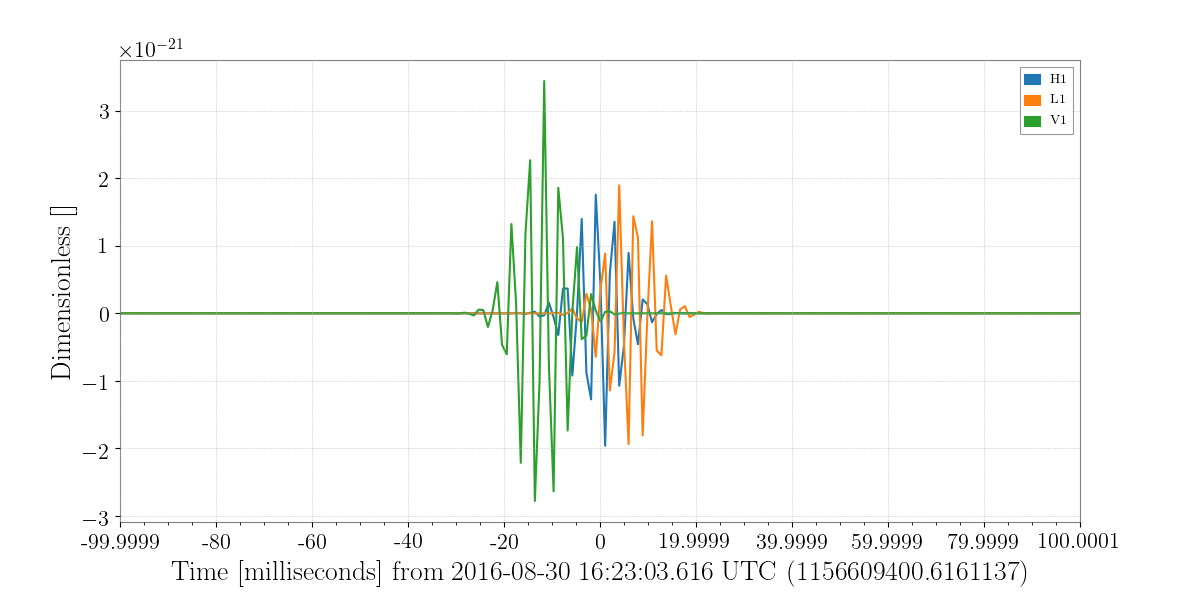 ×10⁻²¹
H1
L1
V1
3
2
1
0
−1
−2
−3
Dimensionless []
-99.9999 -80 -60 -40 -20 0 19.9999 39.9999 59.9999 79.9999 100.0001
Time [milliseconds] from 2016-08-30 16:23:03.616 UTC (1156609400.6161137)